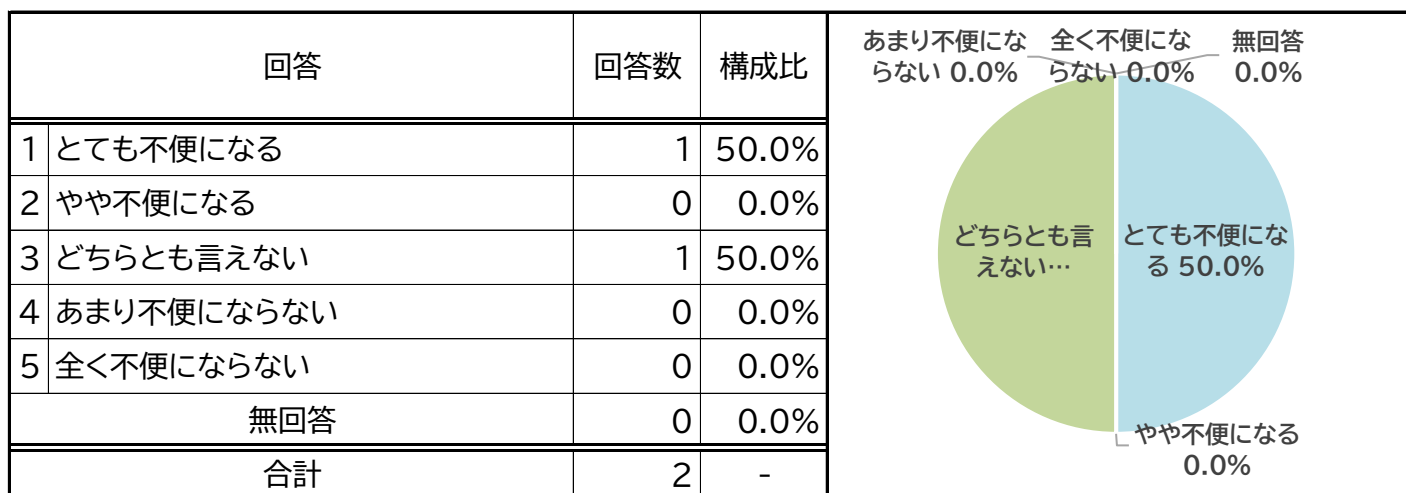 回答 回答数 構成比
1 とても不便になる 1 50.0%
2 やや不便になる 0 0.0%
3 どちらとも言えない 1 50.0%
4 あまり不便にならない 0 0.0%
5 全く不便にならない 0 0.0%
無回答 0 0.0%
合計 2 -
あまり不便にな
らない 0.0%
全く不便にな
らない 0.0%
無回答
0.0%
どちらとも言
えない…
とても不便にな
る 50.0%
やや不便になる
0.0%